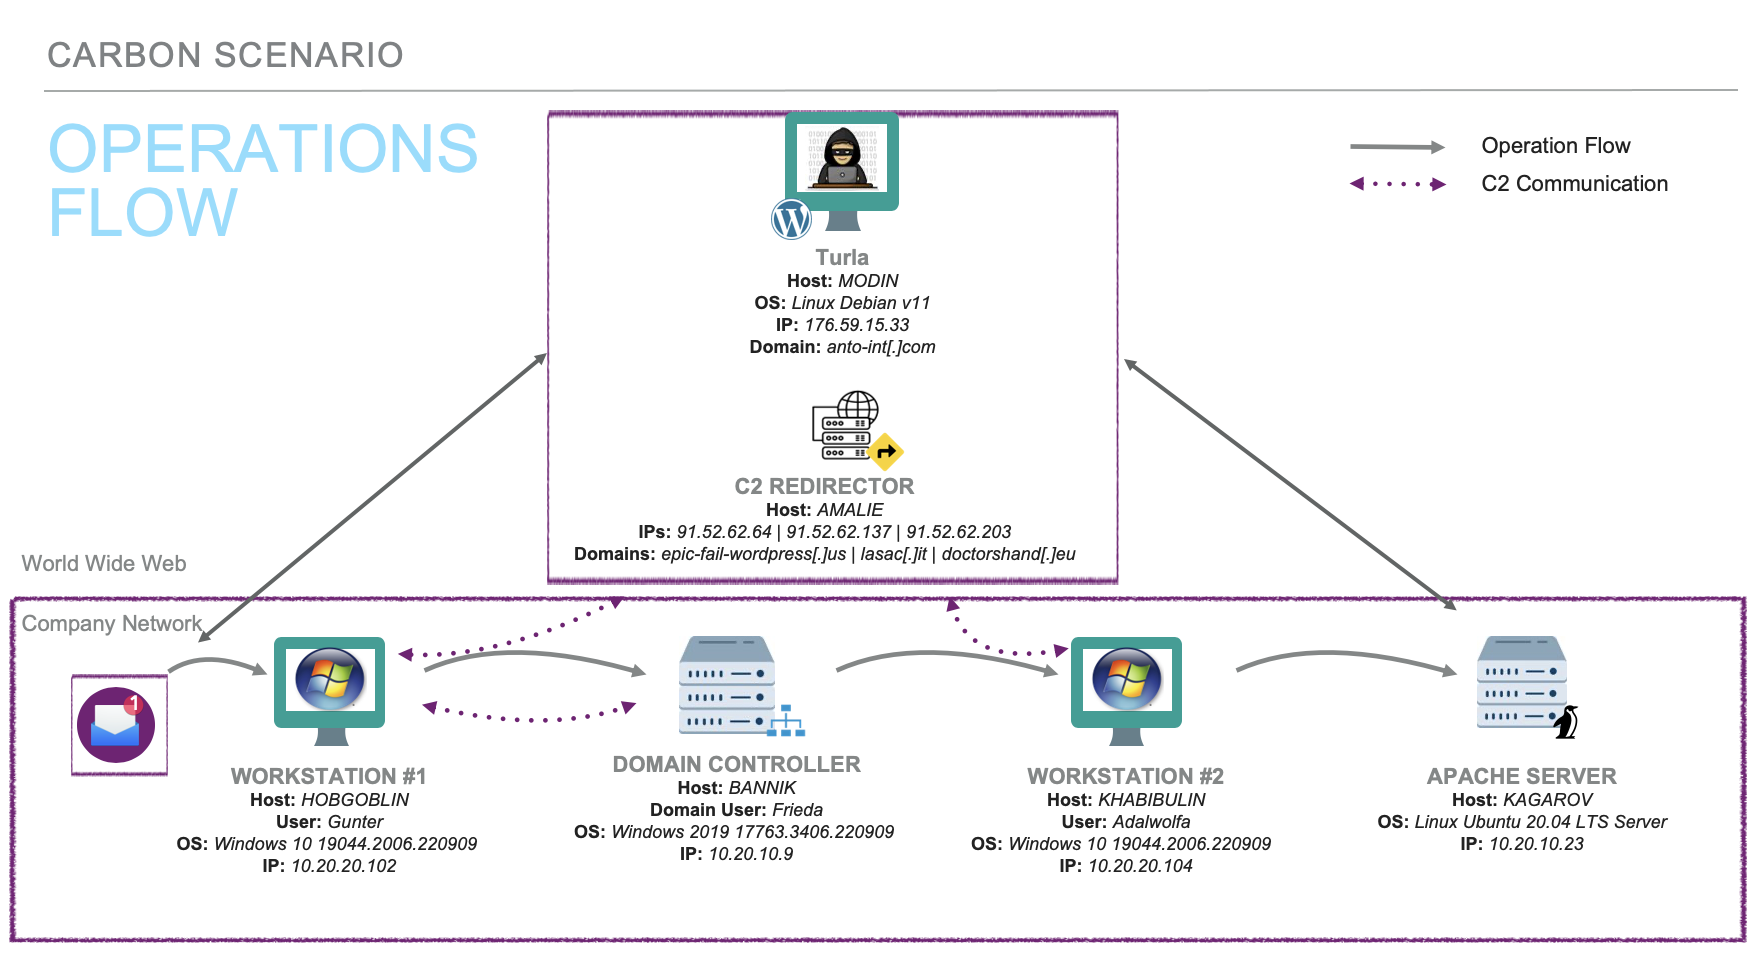 CARBON SCENARIO
OPERATIONS
FLOW
Operation Flow
C2 Communication
Turla
Host: MODIN
OS: Linux Debian v11
IP: 176.59.15.33
Domain: anto-int[.]com
C2 REDIRECTOR
Host: AMALIE
IPs: 91.52.62.64 | 91.52.62.137 | 91.52.62.203
Domains: epic-fail-wordpress[.]us | lasac[.]it | doctorshand[.]eu
World Wide Web
Company Network
1
WORKSTATION #1
Host: HOBGOBLIN
User: Gunter
OS: Windows 10 19044.2006.220909
IP: 10.20.20.102
DOMAIN CONTROLLER
Host: BANNIK
Domain User: Frieda
OS: Windows 2019 17763.3406.220909
IP: 10.20.10.9
WORKSTATION #2
Host: KHABIBULIN
User: Adalwolfa
OS: Windows 10 19044.2006.220909
IP: 10.20.20.104
APACHE SERVER
Host: KAGAROV
OS: Linux Ubuntu 20.04 LTS Server
IP: 10.20.10.23